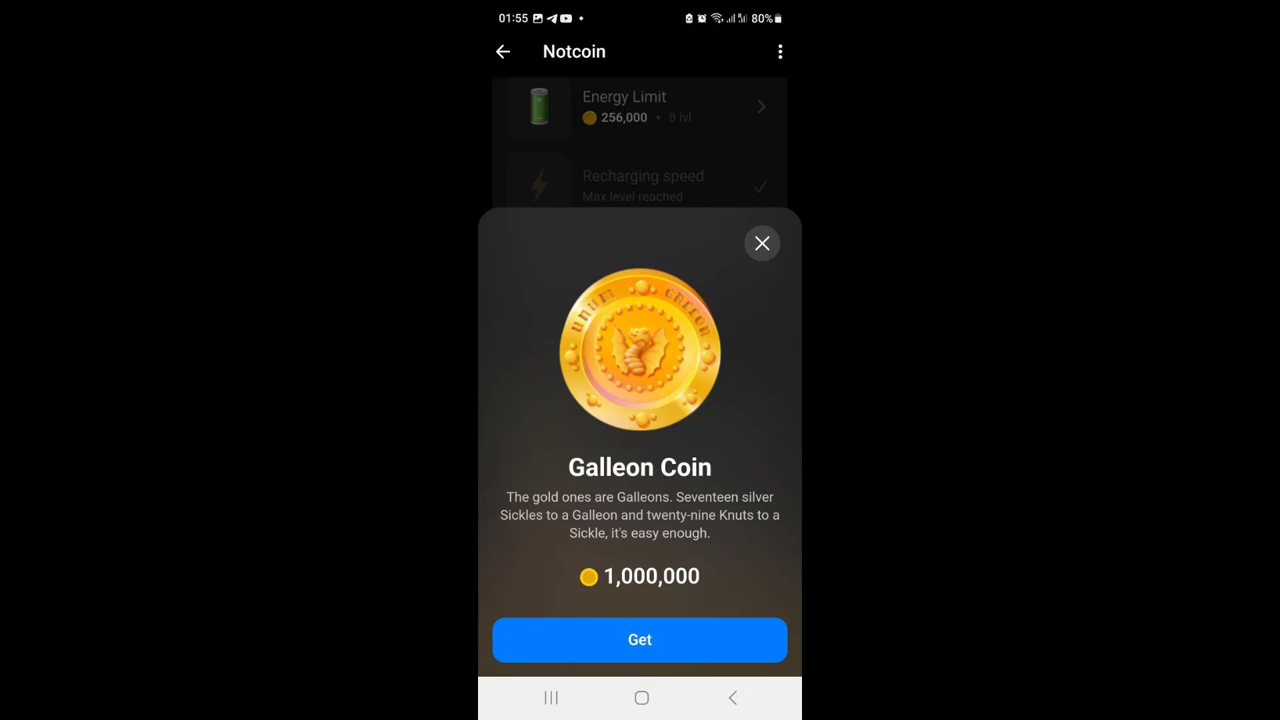 01:55 80%
Notcoin
Energy Limit
256,000 • 8 lvl
Recharging speed
Max level reached
Galleon Coin
The gold ones are Galleons. Seventeen silver
Sickles to a Galleon and twenty-nine Knuts to a
Sickle, it's easy enough.
1,000,000
Get